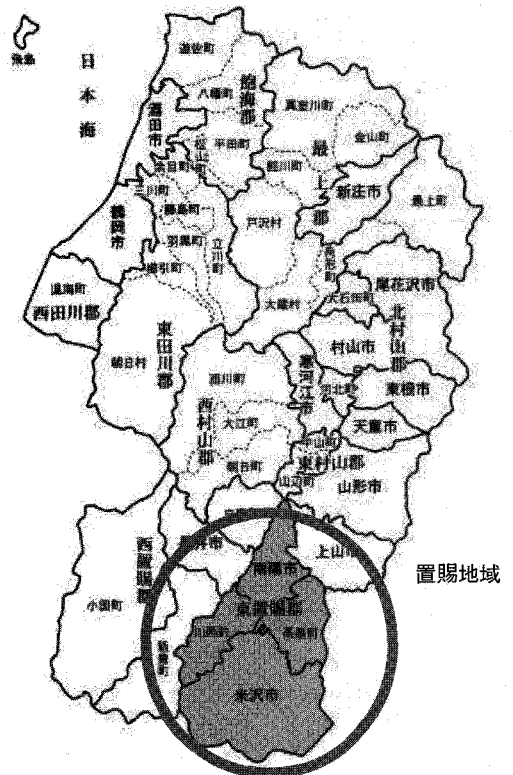 飛島
日本海
遊佐町
八幡町
飽海郡
酒田市
松山町
平田町
真室川町
金山町
最上郡
鮭川町
新庄市
最上町
余目町
三川町
藤島町
鶴岡市
羽黒町
立川町
櫛引町
戸沢村
舟形町
大蔵村
大石田町
尾花沢市
北村山郡
温海町
西田川郡
東田川郡
朝日村
村山市
寒河江市
西川町
西村山郡
大江町
朝日町
河北町
東根市
天童市
中山町
東村山郡
山辺町
山形市
上山市
南陽市
西置賜郡
小国町
飯豊町
東置賜郡
川西町
高畠町
米沢市
置賜地域